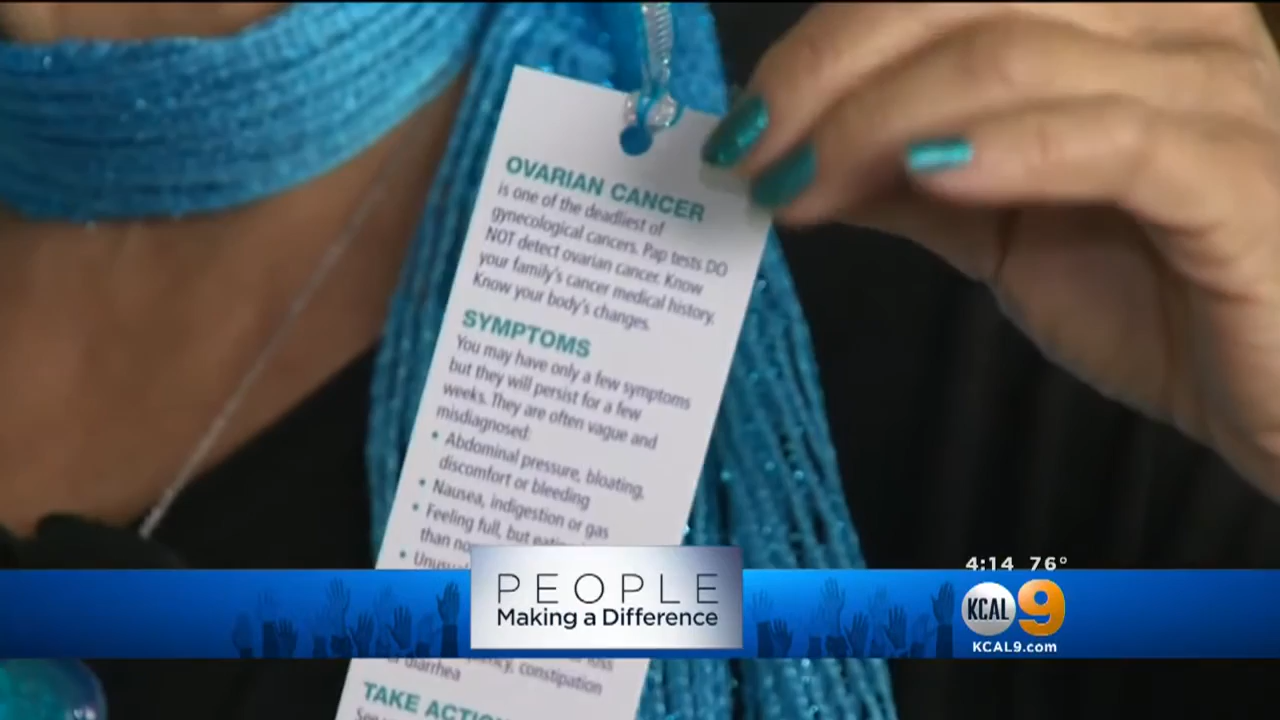 OVARIAN CANCER
is one of the deadliest of
gynecological cancers. Pap tests DO
NOT detect ovarian cancer. Know
your family's cancer medical history.
Know your body's changes.
SYMPTOMS
You may have only a few symptoms
but they will persist for a few
weeks. They are often vague and
misdiagnosed:
• Abdominal pressure, bloating,
discomfort or bleeding
• Nausea, indigestion or gas
• Feeling full, but
than
•
constipation
diarrhea
TAKE
PEOPLE
Making a Difference
4:14 76°
KCAL 9
KCAL9.com